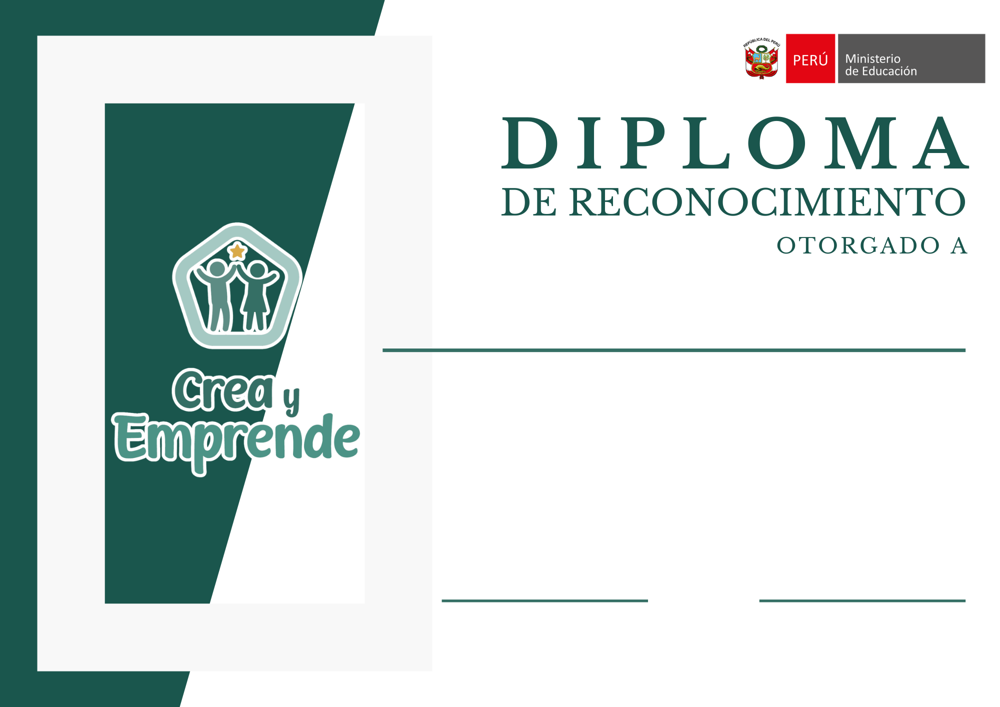 REPÚBLICA DEL PERÚ
PERÚ
Ministerio
de Educación
DIPLOMA
DE RECONOCIMIENTO
OTORGADO A
Crea y
Emprende